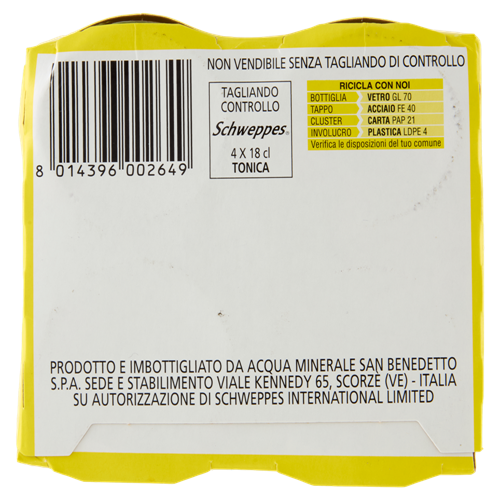 NON VENDIBILE SENZA TAGLIANDO DI CONTROLLO
TAGLIANDO
CONTROLLO
Schweppes®
4 X 18 cl
TONICA
RICICLA CON NOI
BOTTIGLIA VETRO GL 70
TAPPO ACCIAIO FE 40
CLUSTER CARTA PAP 21
INVOLUCRO PLASTICA LDPE 4
Verifica le disposizioni del tuo comune
8 014396 002649
PRODOTTO E IMBOTTIGLIATO DA ACQUA MINERALE SAN BENEDETTO
S.P.A. SEDE E STABILIMENTO VIALE KENNEDY 65, SCORZÈ (VE) - ITALIA
SU AUTORIZZAZIONE DI SCHWEPPES INTERNATIONAL LIMITED